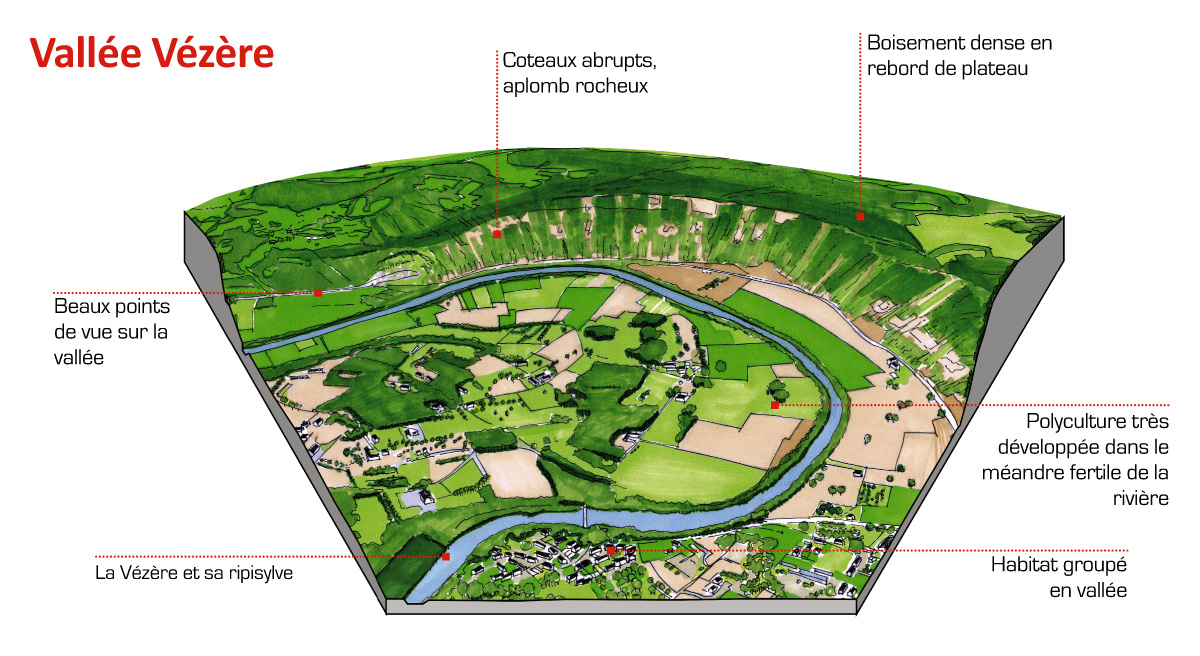 Vallée Vézère
Coteaux abrupts,
aplomb rocheux
Boisement dense en
rebord de plateau
Beaux points
de vue sur la
vallée
Polyculture très
développée dans le
méandre fertile de la
rivière
La Vézère et sa ripisylve
Habitat groupé
en vallée